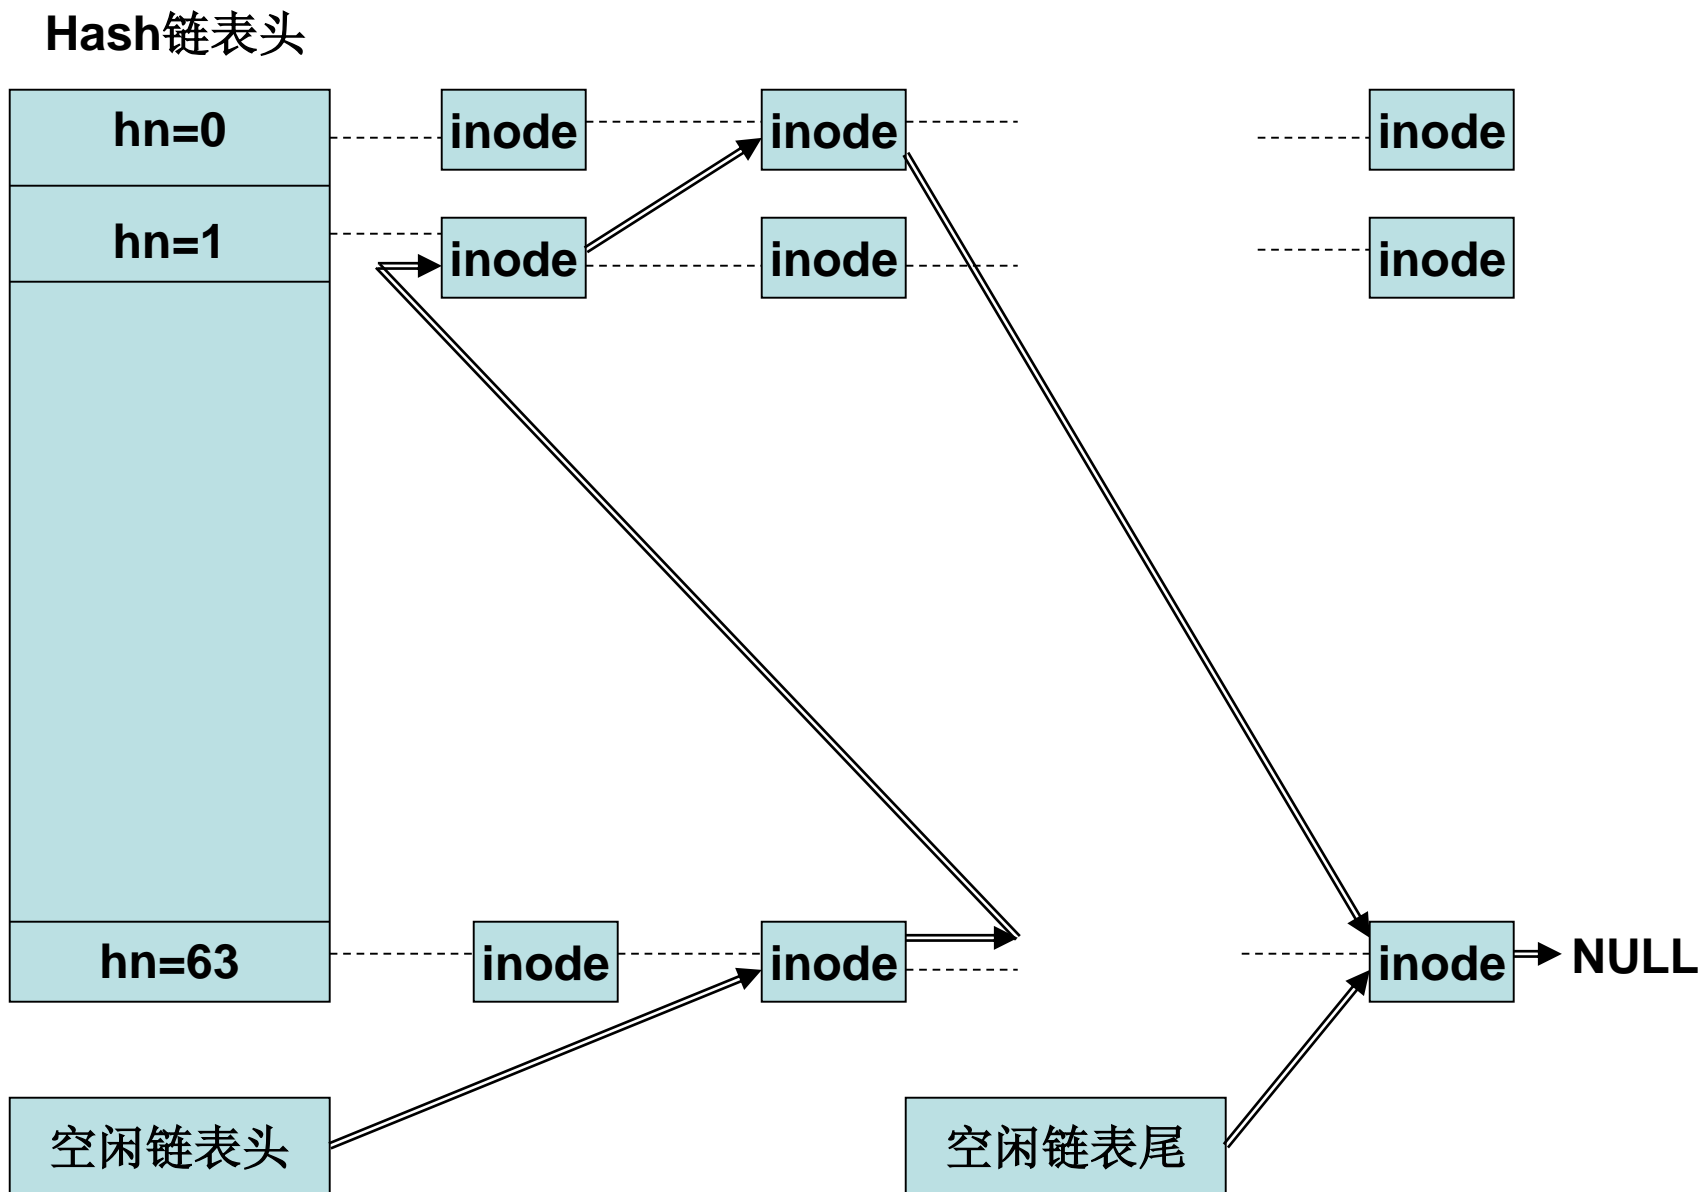 Hash链表头
hn=0 inode inode inode
hn=1 inode inode inode
hn=63 inode inode inode NULL
空闲链表头 空闲链表尾